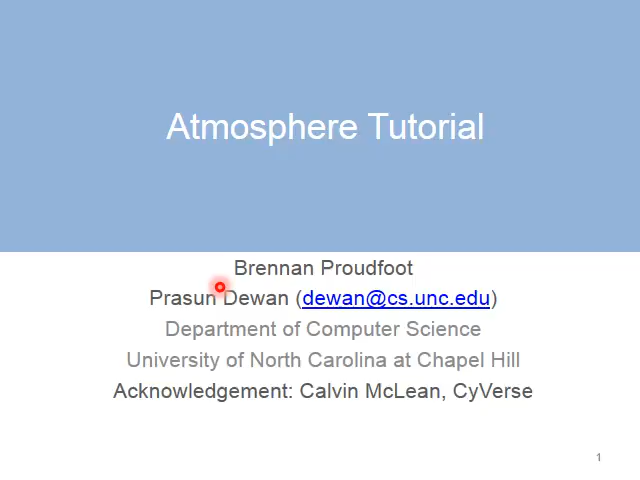 Atmosphere Tutorial
Brennan Proudfoot
Prasun Dewan (dewan@cs.unc.edu)
Department of Computer Science
University of North Carolina at Chapel Hill
Acknowledgement: Calvin McLean, CyVerse
1